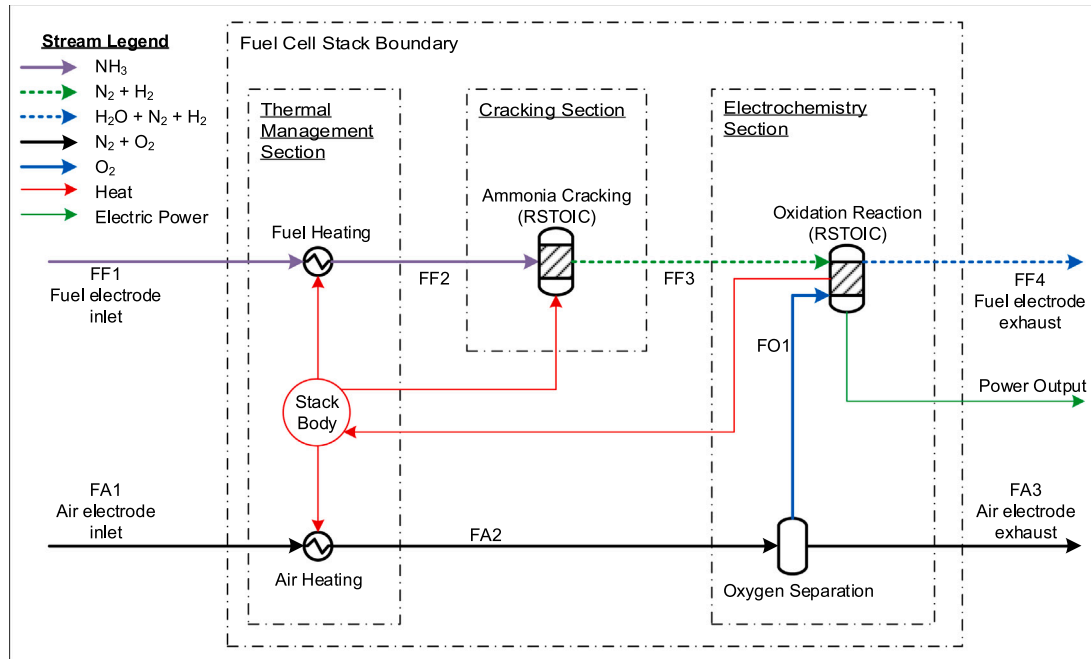 Stream Legend
NH₃
N₂ + H₂
H₂O + N₂ + H₂
N₂ + O₂
O₂
Heat
Electric Power
Fuel Cell Stack Boundary
Thermal
Management
Section
Cracking Section
Electrochemistry
Section
Fuel Heating
Ammonia Cracking
(RSTOIC)
Oxidation Reaction
(RSTOIC)
FF1
Fuel electrode
inlet
FF2
FF3
FF4
Fuel electrode
exhaust
FO1
Power Output
Stack
Body
FA1
Air electrode
inlet
FA2
FA3
Air electrode
exhaust
Air Heating
Oxygen Separation